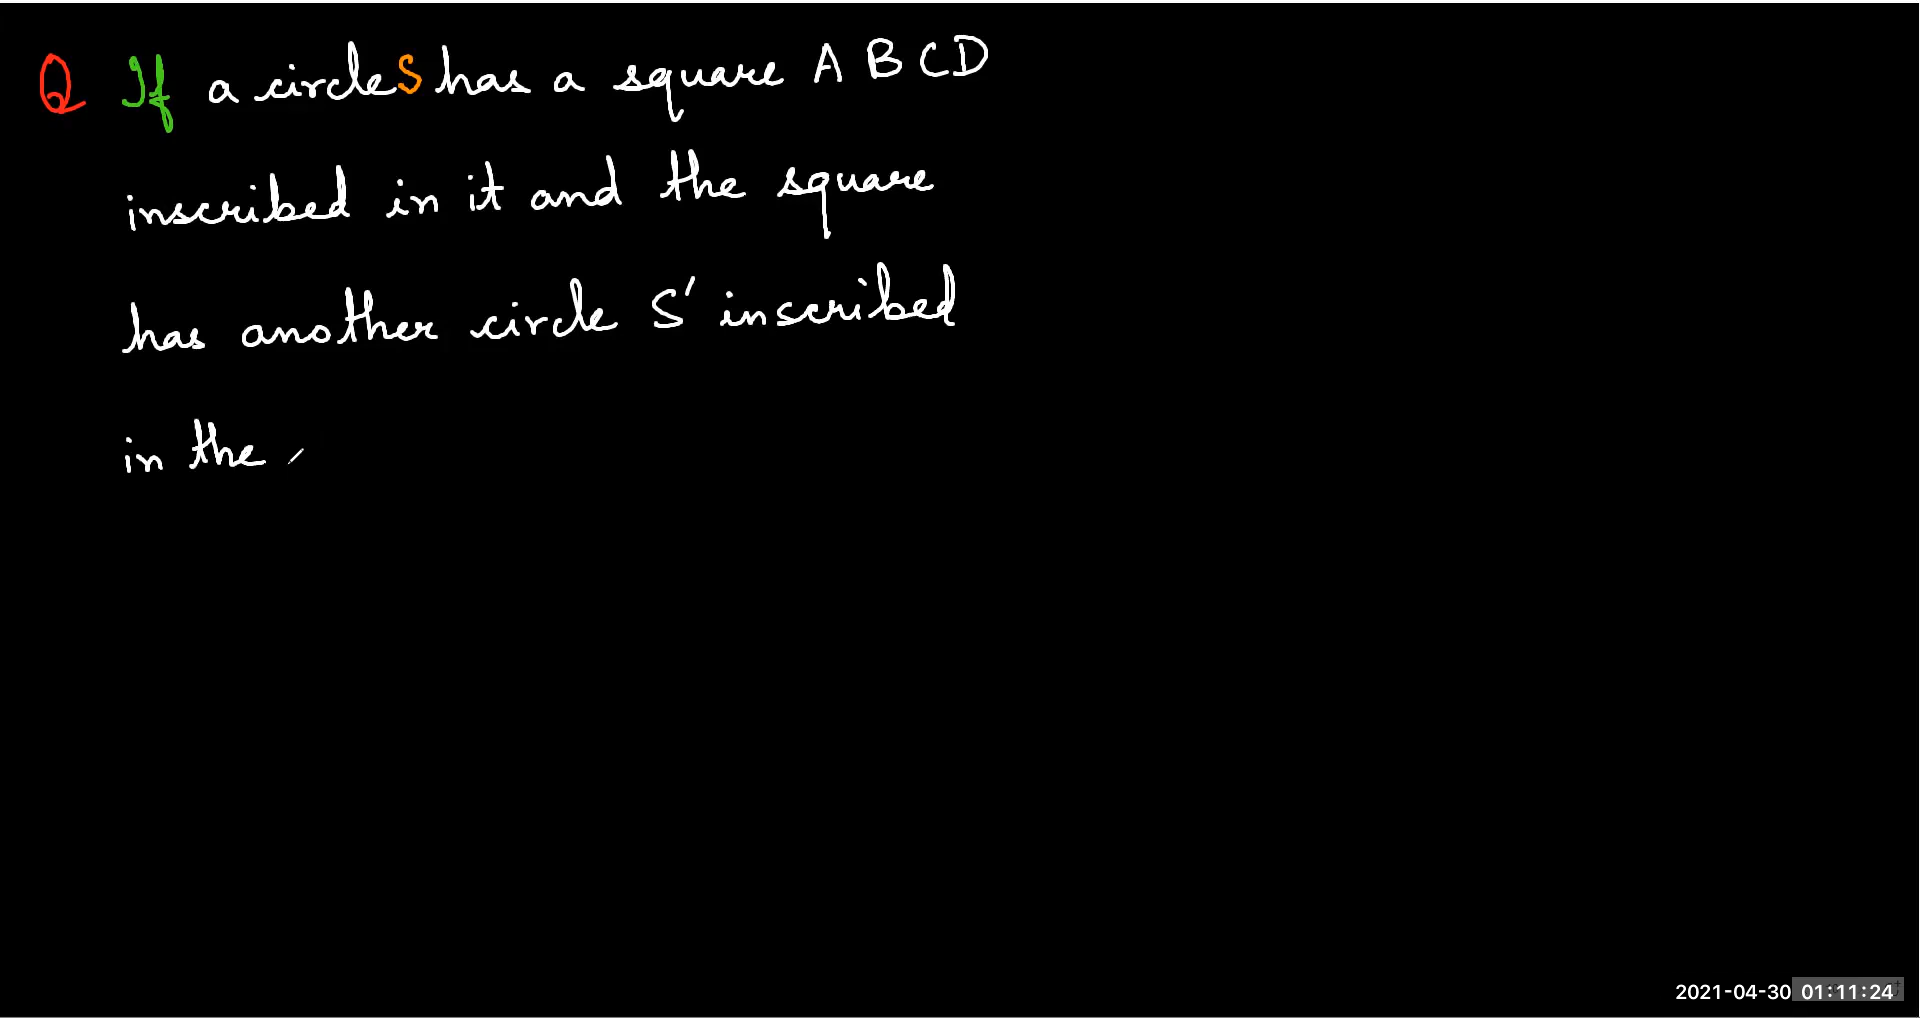 Q If a circle S has a square A B C D
inscribed in it and the square
has another circle S' inscribed
in the
2021-04-30 01:11:24